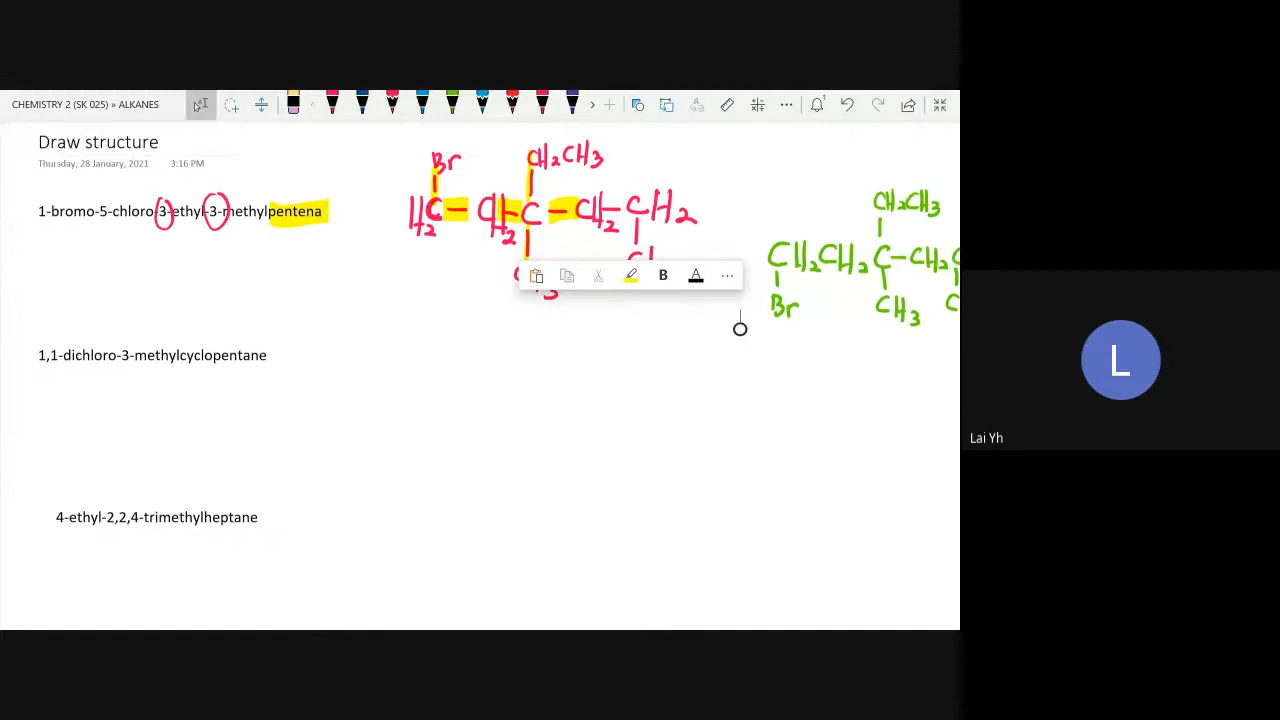 CHEMISTRY 2 (SK 025) » ALKANES
Draw structure
Thursday, 28 January, 2021 3:16 PM
1-bromo-5-chloro-3-ethyl-3-methylpentena
Br CH2CH3
H2C — CH2 — C — CH2 — CH2
CH2CH3
CH2CH2C—CH2
Br CH3
B A ...
1,1-dichloro-3-methylcyclopentane
4-ethyl-2,2,4-trimethylheptane
L
Lai Yh